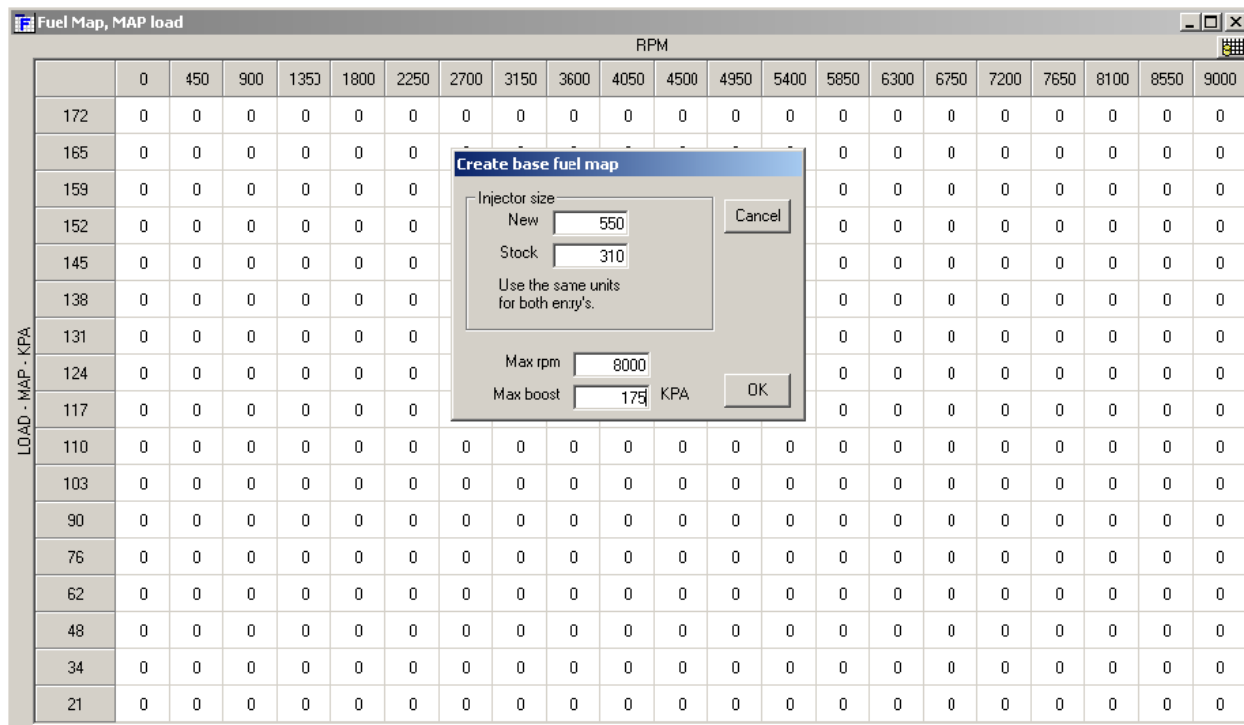 Fuel Map, MAP load
RPM
0 450 900 1350 1800 2250 2700 3150 3600 4050 4500 4950 5400 5850 6300 6750 7200 7650 8100 8550 9000
LOAD - MAP - KPA
172 0 0 0 0 0 0 0 0 0 0 0 0 0 0 0 0 0 0 0 0 0
165 0 0 0 0 0 0 0 0 0 0 0 0 0 0
159 0 0 0 0 0 0 0 0 0 0 0 0 0 0
152 0 0 0 0 0 0 0 0 0 0 0 0 0 0
145 0 0 0 0 0 0 0 0 0 0 0 0 0 0
138 0 0 0 0 0 0 0 0 0 0 0 0 0 0
131 0 0 0 0 0 0 0 0 0 0 0 0 0 0
124 0 0 0 0 0 0 0 0 0 0 0 0 0 0
117 0 0 0 0 0 0 0 0 0 0 0 0 0 0
110 0 0 0 0 0 0 0 0 0 0 0 0 0 0 0 0 0 0 0 0 0
103 0 0 0 0 0 0 0 0 0 0 0 0 0 0 0 0 0 0 0 0 0
90 0 0 0 0 0 0 0 0 0 0 0 0 0 0 0 0 0 0 0 0 0
76 0 0 0 0 0 0 0 0 0 0 0 0 0 0 0 0 0 0 0 0 0
62 0 0 0 0 0 0 0 0 0 0 0 0 0 0 0 0 0 0 0 0 0
48 0 0 0 0 0 0 0 0 0 0 0 0 0 0 0 0 0 0 0 0 0
34 0 0 0 0 0 0 0 0 0 0 0 0 0 0 0 0 0 0 0 0 0
21 0 0 0 0 0 0 0 0 0 0 0 0 0 0 0 0 0 0 0 0 0
Create base fuel map
Injector size
New 550
Cancel
Stock 310
Use the same units
for both entry's.
Max rpm 8000
Max boost 175 KPA
OK